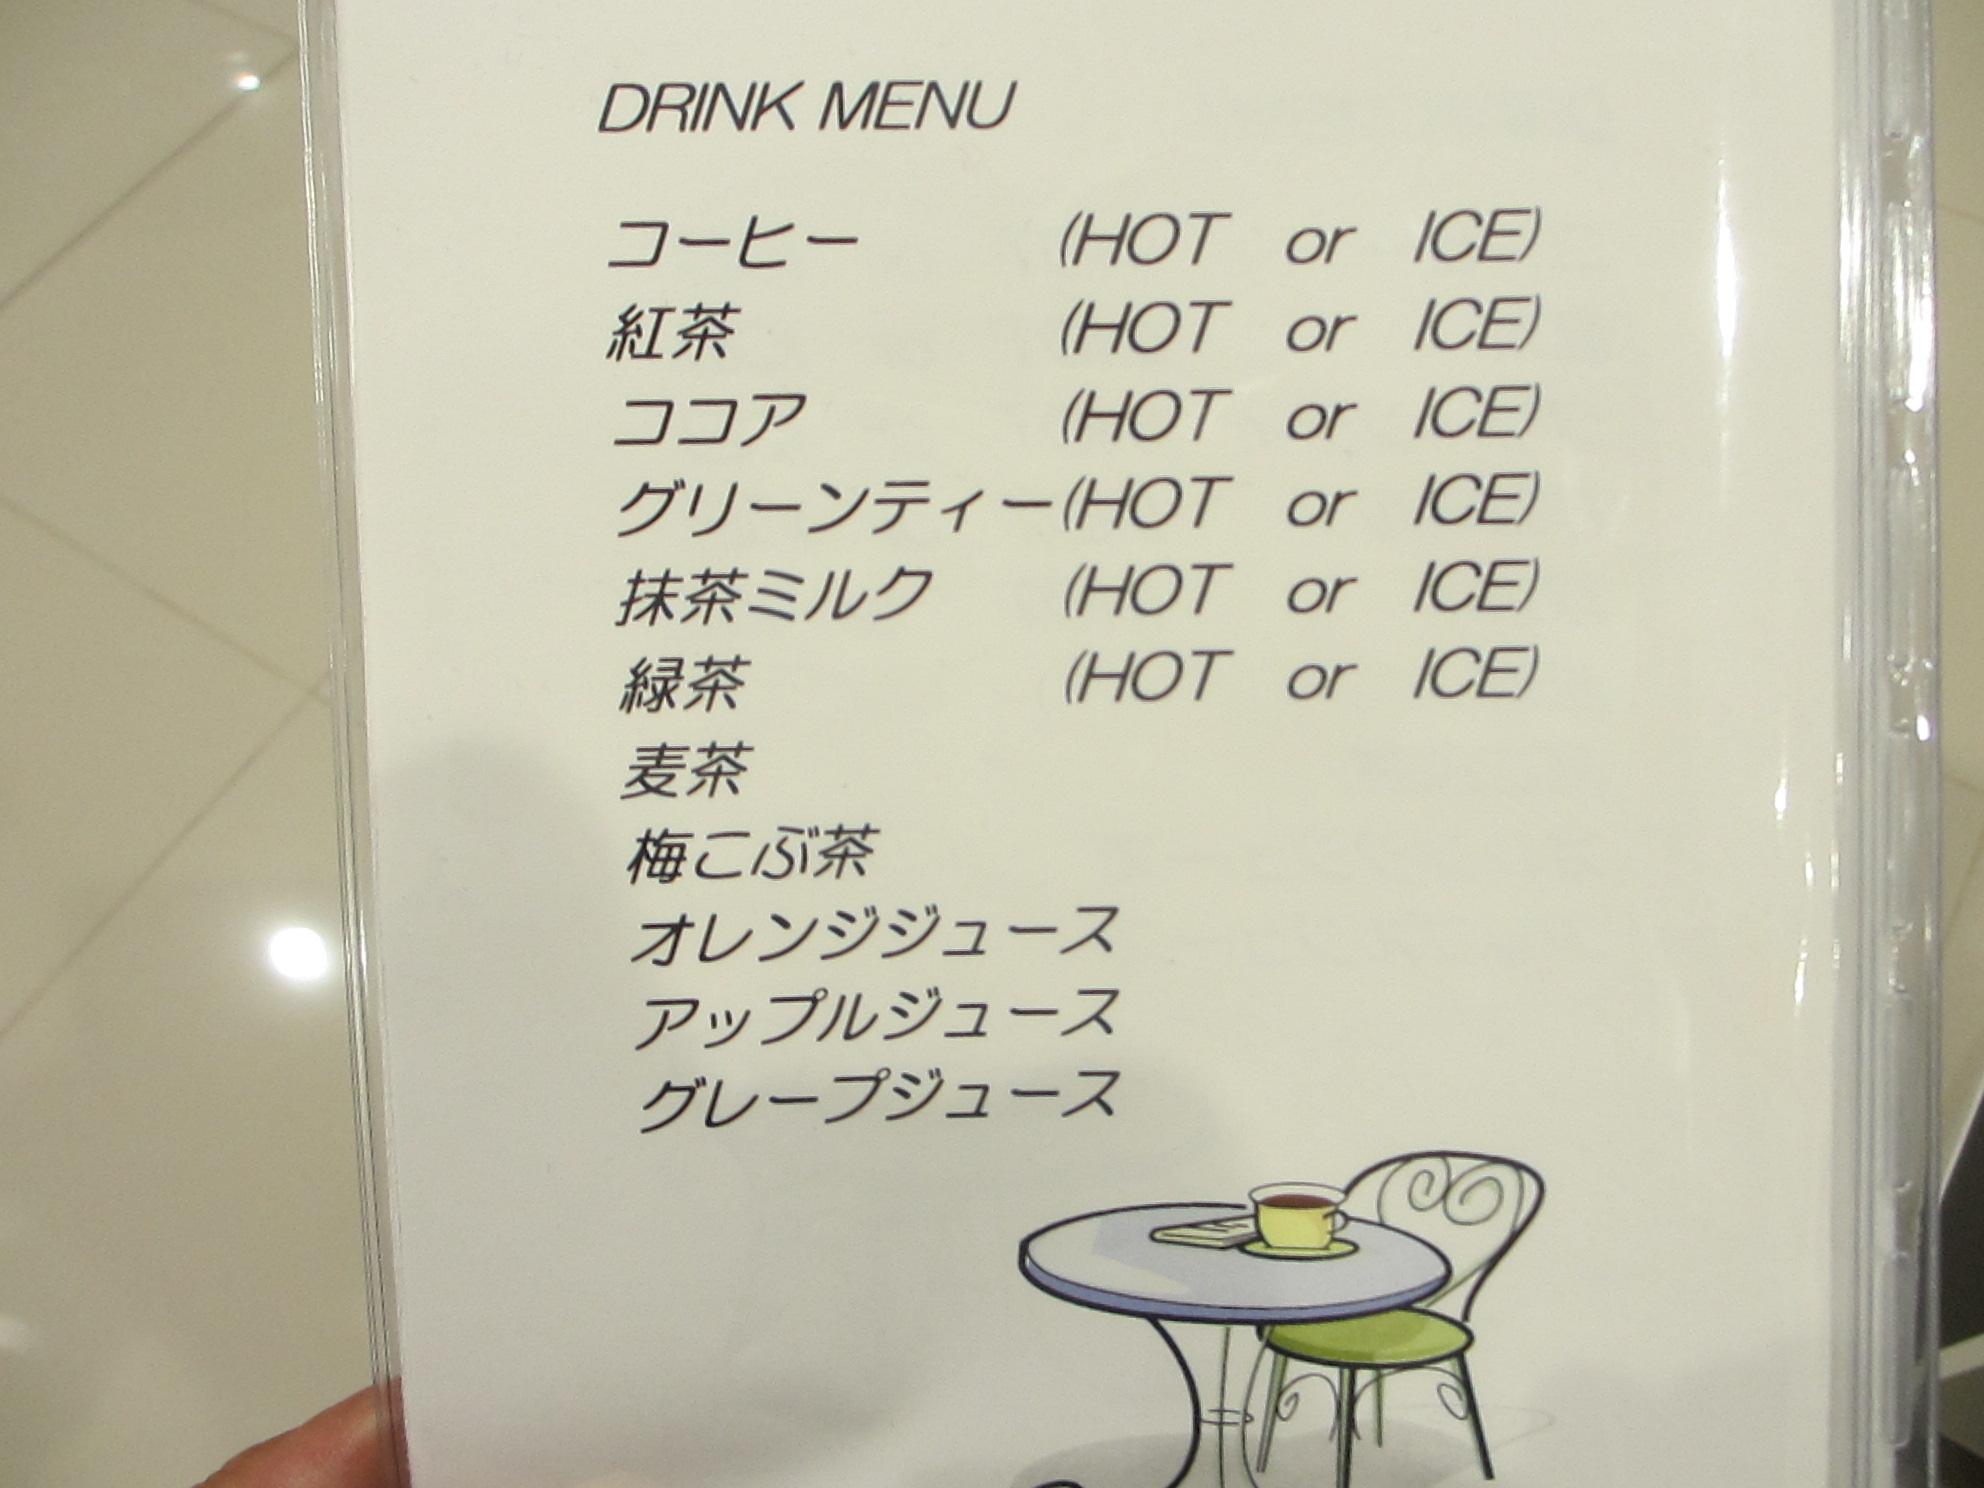 DRINK MENU
コーヒー (HOT or ICE)
紅茶 (HOT or ICE)
ココア (HOT or ICE)
グリーンティー(HOT or ICE)
抹茶ミルク (HOT or ICE)
緑茶 (HOT or ICE)
麦茶
梅こぶ茶
オレンジジュース
アップルジュース
グレープジュース